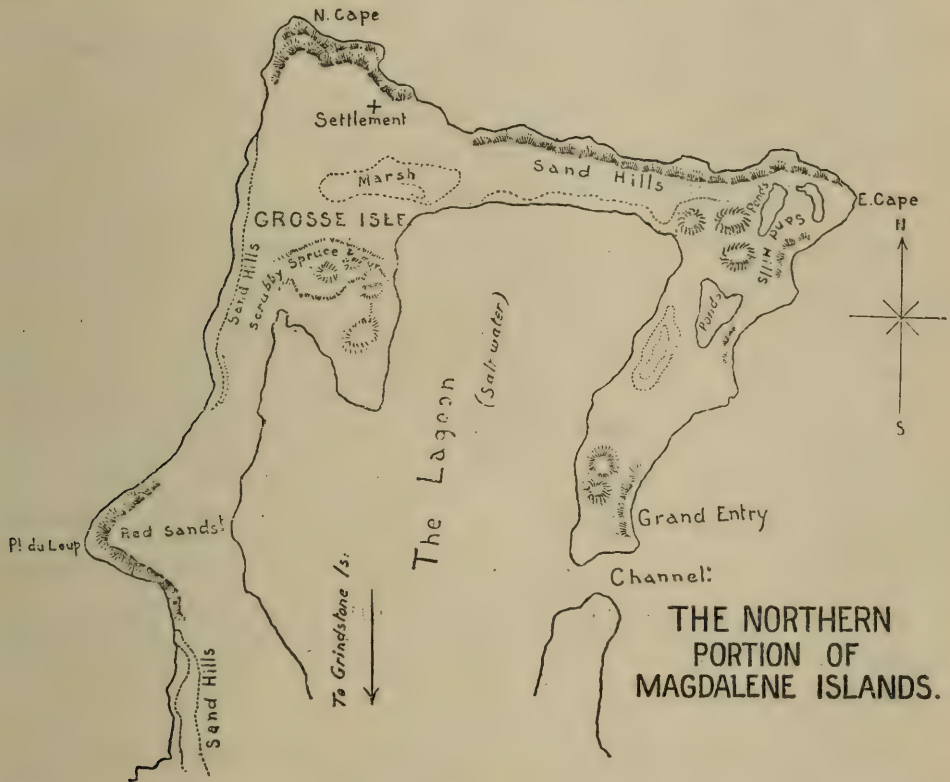 N. Cape
Settlement
Sand Hills
Marsh
E. Cape
Ponds
Sand Hills
N
GROSSE ISLE
Scrubby Spruce
Sand Hills
Ponds
(Salt water)
The Lagoon
S
Grand Entry
Pt. du Loup
Red Sandst
Channel:
To Grindstone Is:
THE NORTHERN
PORTION OF
MAGDALENE ISLANDS.
Sand Hills